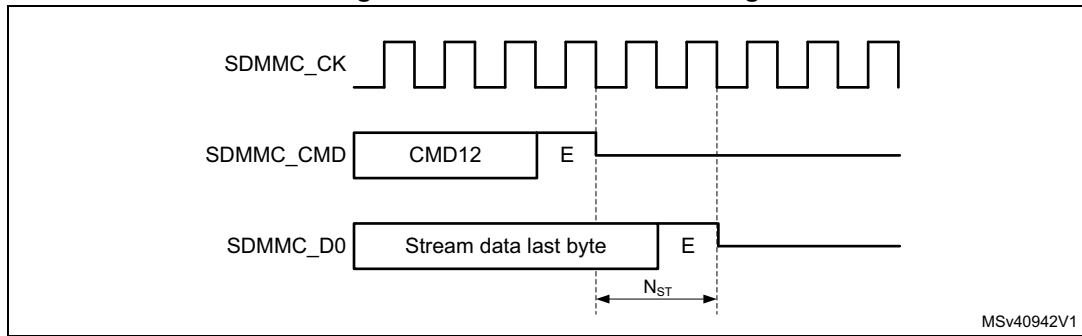 SDMMC_CK
SDMMC_CMD CMD12 E
SDMMC_D0 Stream data last byte E
NST
MSv40942V1